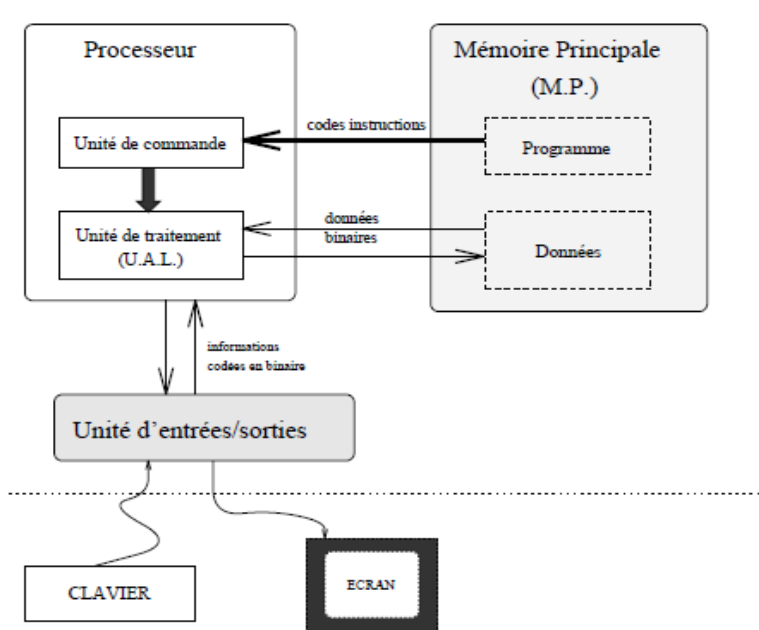 Processeur
Mémoire Principale
(M.P.)
codes instructions
Unité de commande
Programme
données
binaires
Unité de traitement
(U.A.L.)
Données
informations
codées en binaire
Unité d'entrées/sorties
CLAVIER
ECRAN